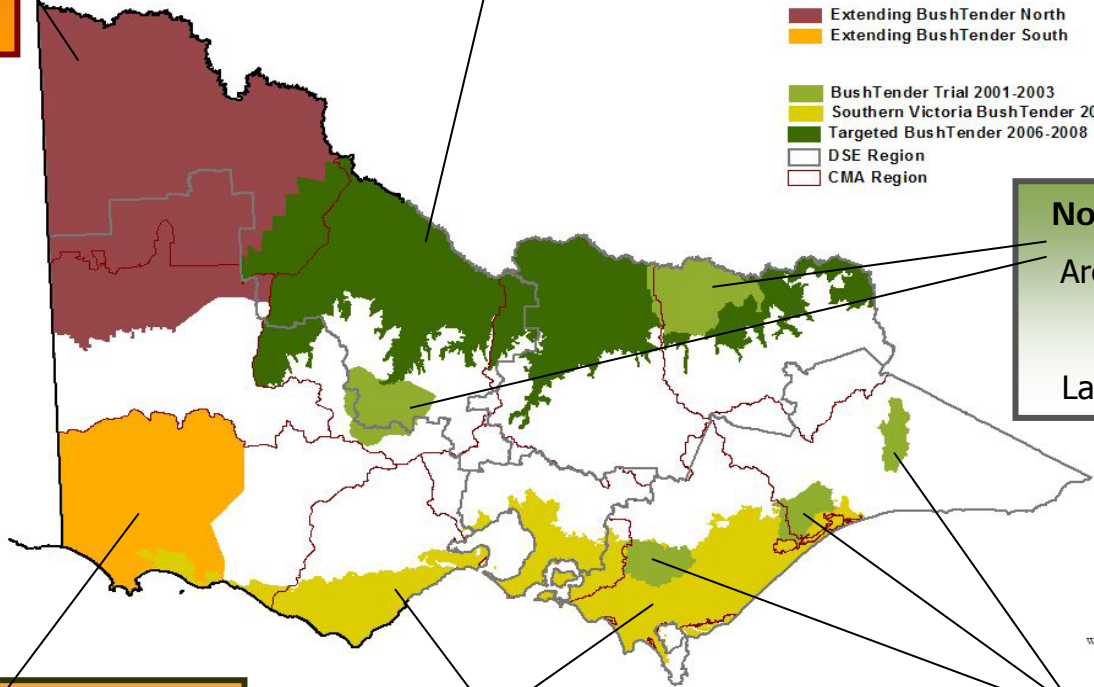 Extending BushTender North
Extending BushTender South
BushTender Trial 2001-2003
Southern Victoria BushTender 20
Targeted BushTender 2006-2008
DSE Region
CMA Region
No
Are
La
w